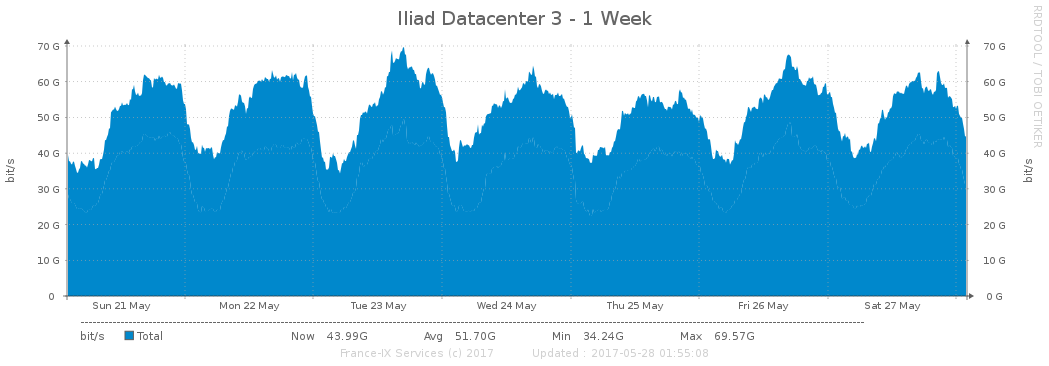 Iliad Datacenter 3 - 1 Week
RRDTOOL / TOBI OETIKER
70 G 70 G
60 G 60 G
50 G 50 G
40 G 40 G
30 G 30 G
20 G 20 G
10 G 10 G
0 0 G
bit/s bit/s
Sun 21 May Mon 22 May Tue 23 May Wed 24 May Thu 25 May Fri 26 May Sat 27 May
bit/s Total Now 43.99G Avg 51.70G Min 34.24G Max 69.57G
France-IX Services (c) 2017 Updated : 2017-05-28 01:55:08